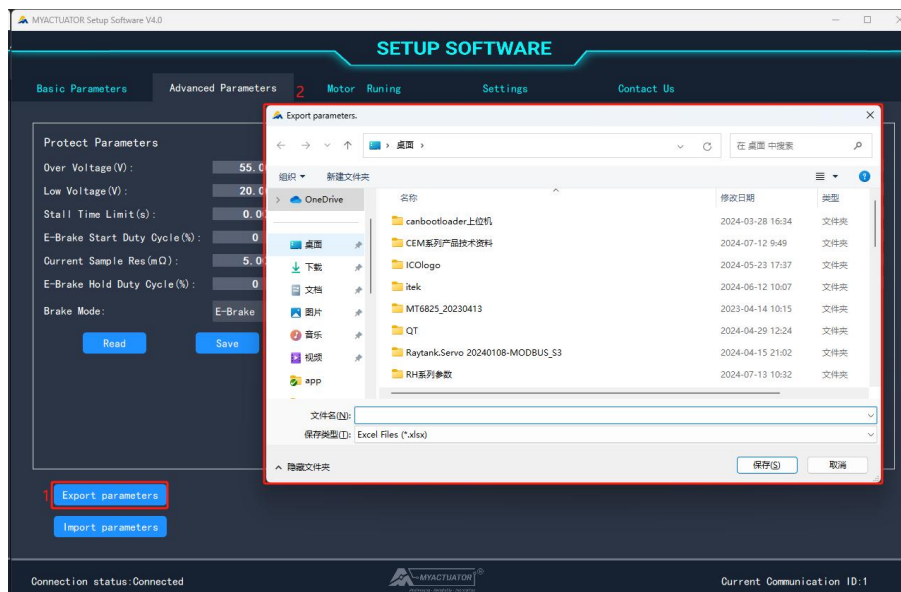 MYACTUATOR Setup Software V4.0
SETUP SOFTWARE
Basic Parameters Advanced Parameters 2 Motor Runing Settings Contact Us
Export parameters.
桌面
在 桌面 中搜索
组织 新建文件夹
Protect Parameters
Over Voltage(V): 55.0
Low Voltage(V): 20.0
Stall Time Limit(s): 0.0
E-Brake Start Duty Cycle(%): 0
Current Sample Res(mΩ): 5.0
E-Brake Hold Duty Cycle(%): 0
Brake Mode: E-Brake
Read Save
OneDrive
桌面
下载
文档
图片
音乐
视频
app
名称 修改日期 类型
canbootloader上位机 2024-03-28 16:34 文件夹
CEM系列产品技术资料 2024-07-12 9:49 文件夹
ICOlogo 2024-05-23 17:37 文件夹
itek 2024-06-12 10:07 文件夹
MT6825_20230413 2023-04-14 10:15 文件夹
QT 2024-04-29 12:24 文件夹
Raytank.Servo 20240108-MODBUS_S3 2024-04-15 21:02 文件夹
RH系列参数 2024-07-13 10:32 文件夹
文件名(N):
保存类型(T): Excel Files (*.xlsx)
隐藏文件夹 保存(S) 取消
1 Export parameters
Import parameters
Connection status:Connected MYACTUATOR® Current Communication ID:1